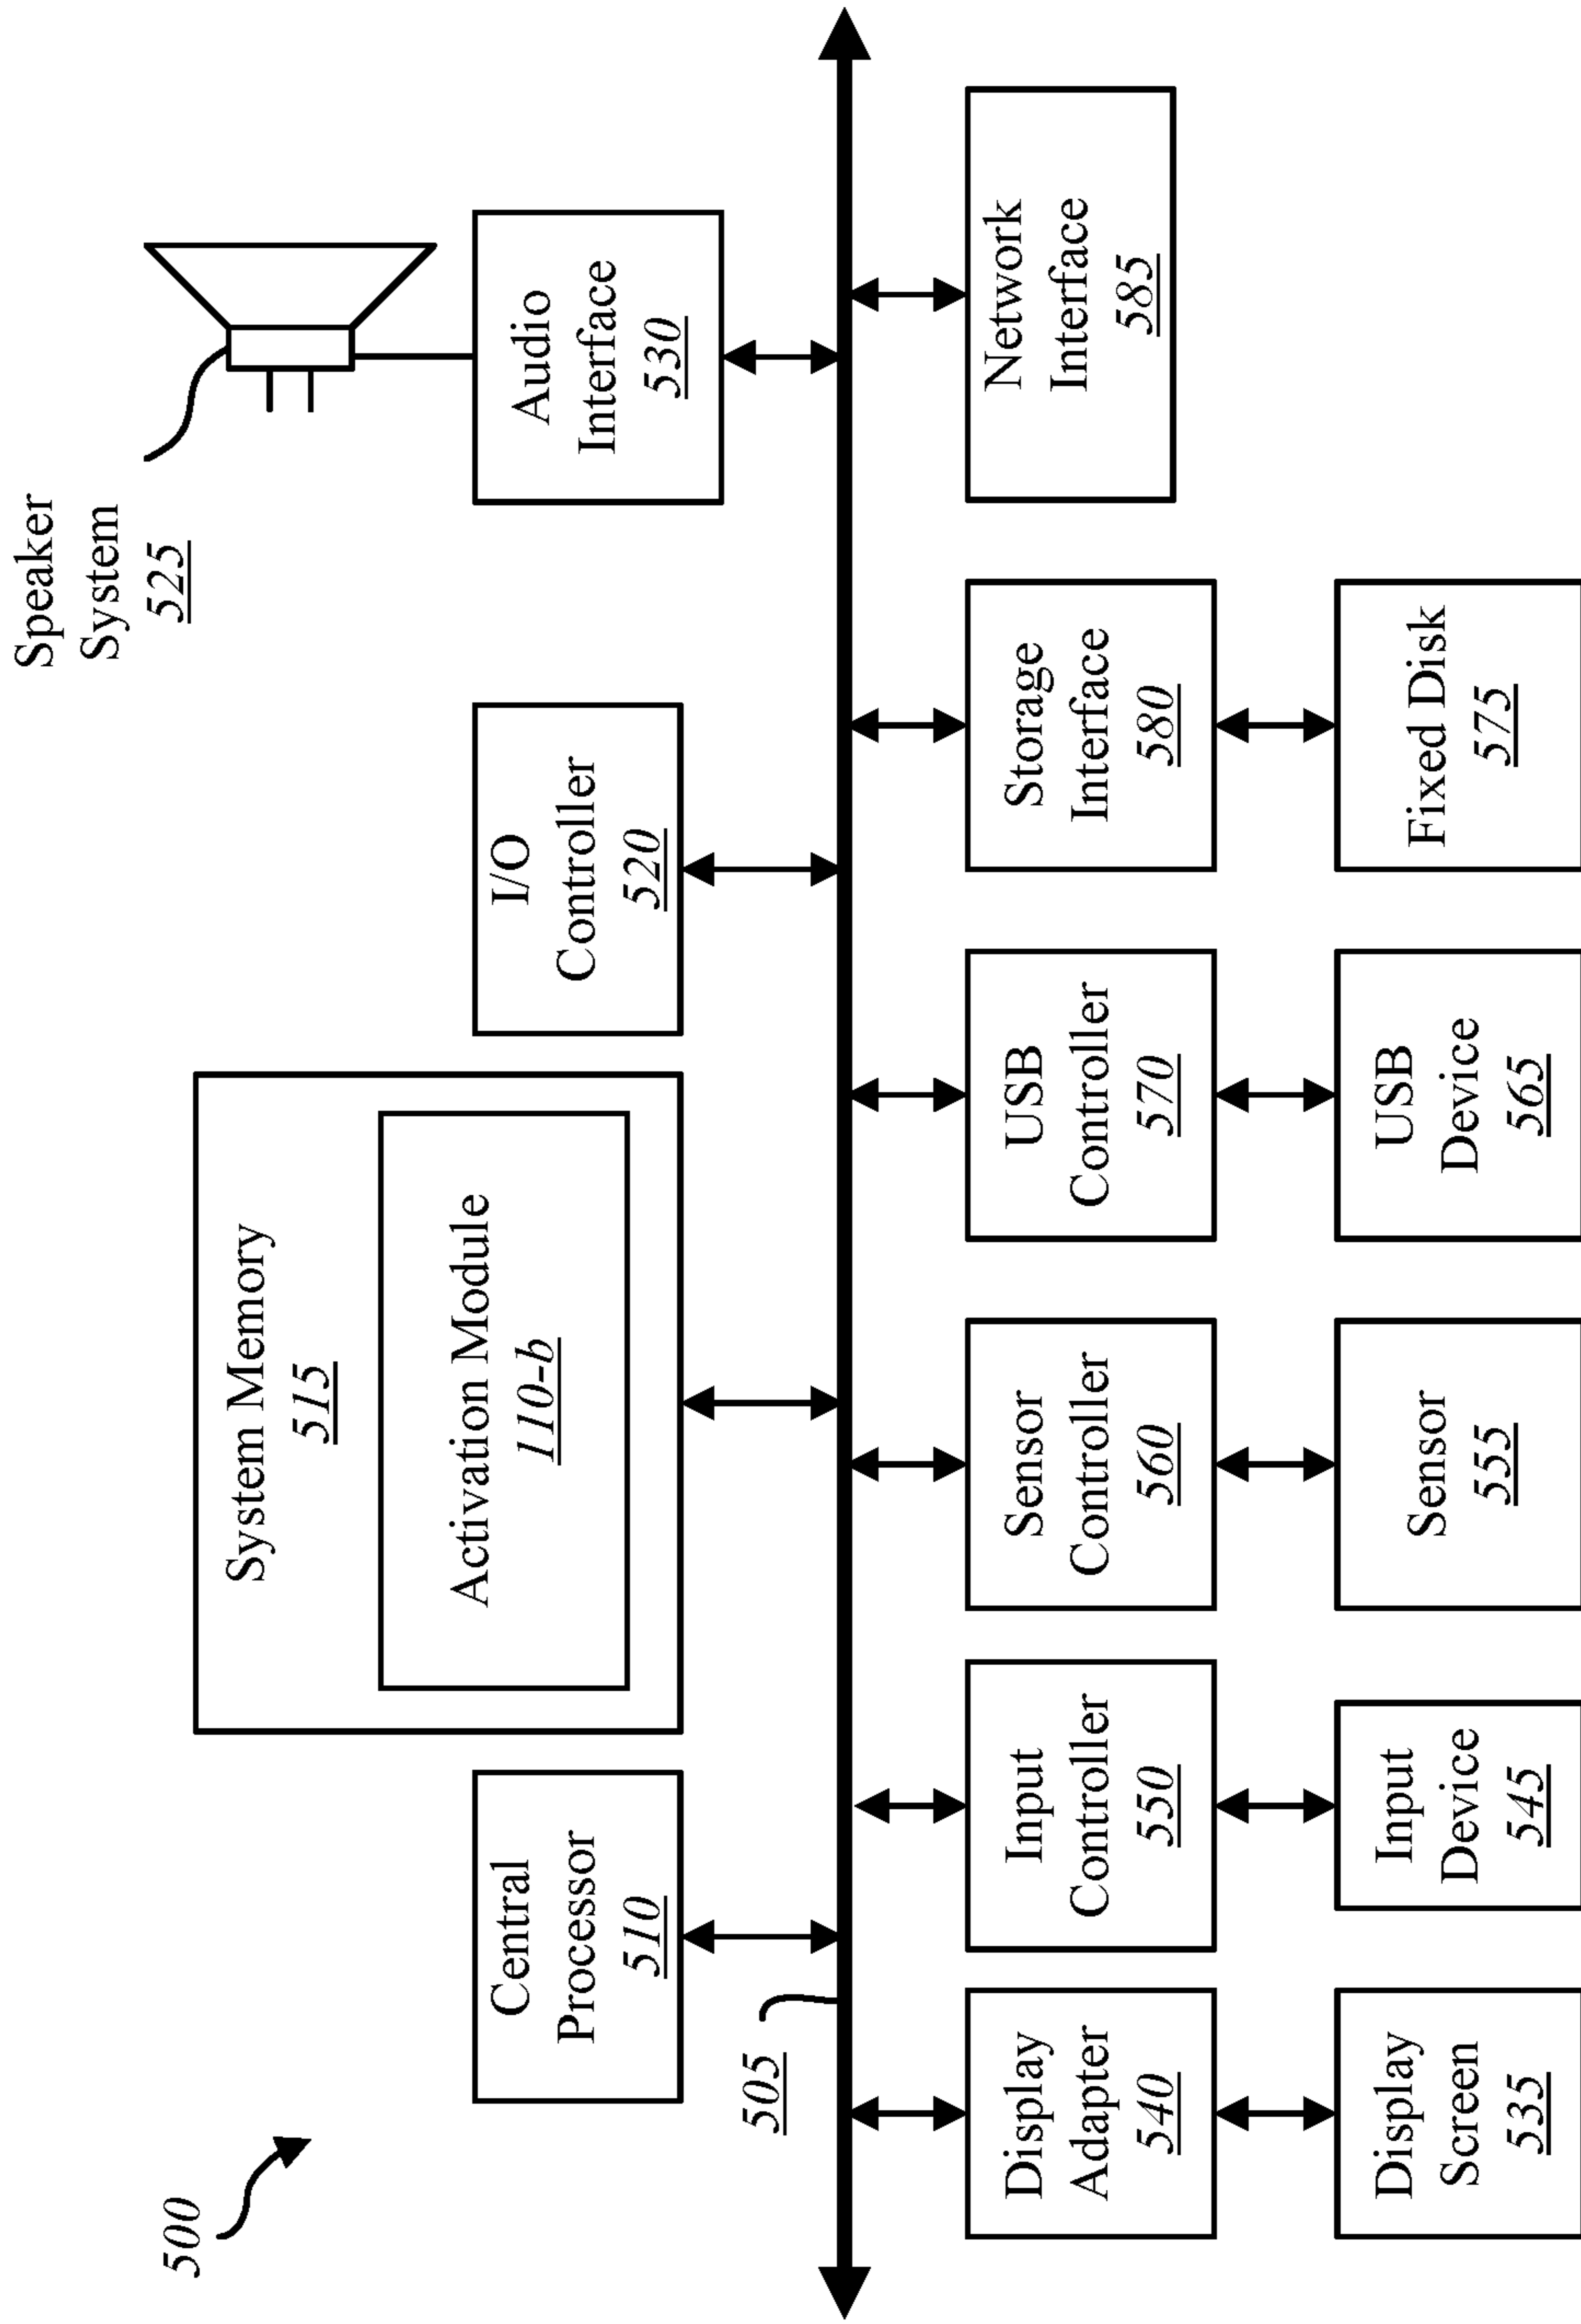 500
Central
Processor
510
System Memory
515
Activation Module
110-b
I/O
Controller
520
Speaker
System
525
Audio
Interface
530
505
Display
Adapter
540
Input
Controller
550
Sensor
Controller
560
USB
Controller
570
Storage
Interface
580
Network
Interface
585
Display
Screen
535
Input
Device
545
Sensor
555
USB
Device
565
Fixed Disk
575